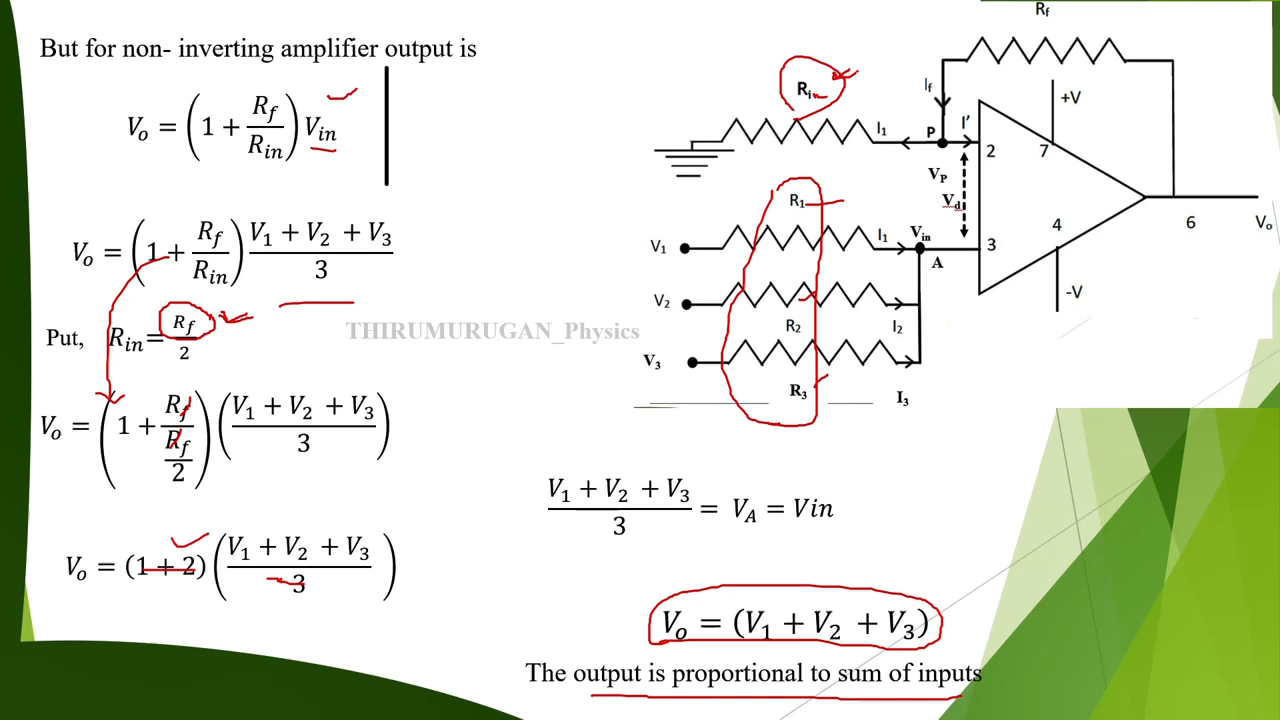 But for non- inverting amplifier output is
V_o = (1 + R_f/R_in) V_in
V_o = (1 + R_f/R_in) (V_1 + V_2 + V_3)/3
Put, R_in = R_f/2
V_o = (1 + R_f/(R_f/2)) ((V_1 + V_2 + V_3)/3)
V_o = (1 + 2) ((V_1 + V_2 + V_3)/3)
THIRUMURUGAN_Physics
R_f
R_in
I_f
+V
I_1
P
I'
2
7
V_P
V_d
R_1
V_1
I_1
V_in
A
3
4
6
V_o
V_2
R_2
I_2
-V
V_3
R_3
I_3
(V_1 + V_2 + V_3)/3 = V_A = Vin
V_o = (V_1 + V_2 + V_3)
The output is proportional to sum of inputs